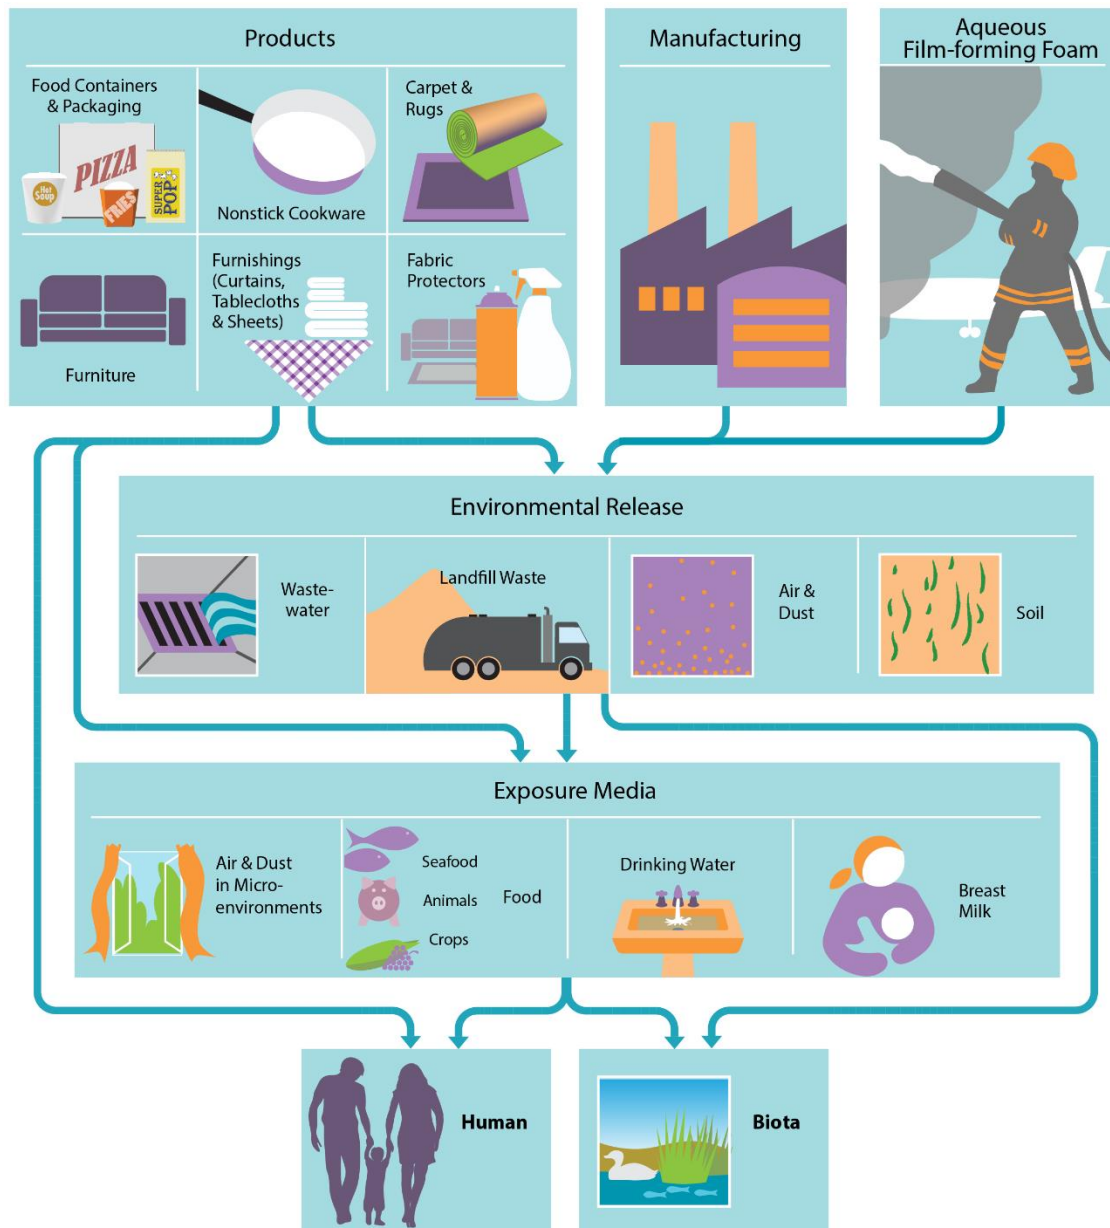 Products
Food Containers
& Packaging
Hot
Soup
PIZZA
FRIES
SUPER
POP
Nonstick Cookware
Carpet &
Rugs
Furniture
Furnishings
(Curtains,
Tablecloths
& Sheets)
Fabric
Protectors
Manufacturing
Aqueous
Film-forming Foam
Environmental Release
Waste-
water
Landfill Waste
Air &
Dust
Soil
Exposure Media
Air & Dust
in Micro-
environments
Seafood
Animals
Crops
Food
Drinking Water
Breast
Milk
Human
Biota